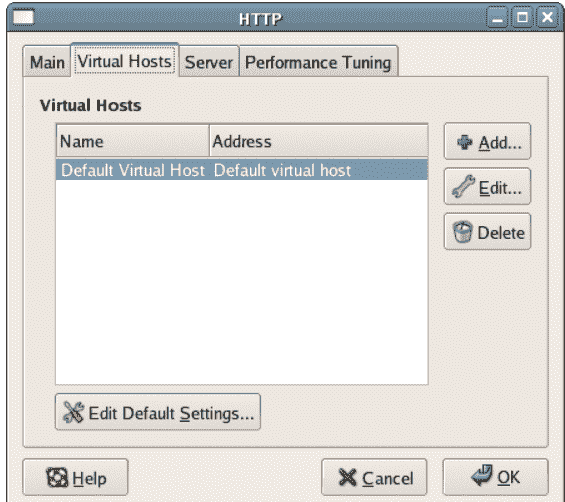 HTTP
Main Virtual Hosts Server Performance Tuning
Virtual Hosts
Name Address
Default Virtual Host Default virtual host
Add...
Edit...
Delete
Edit Default Settings...
Help Cancel OK